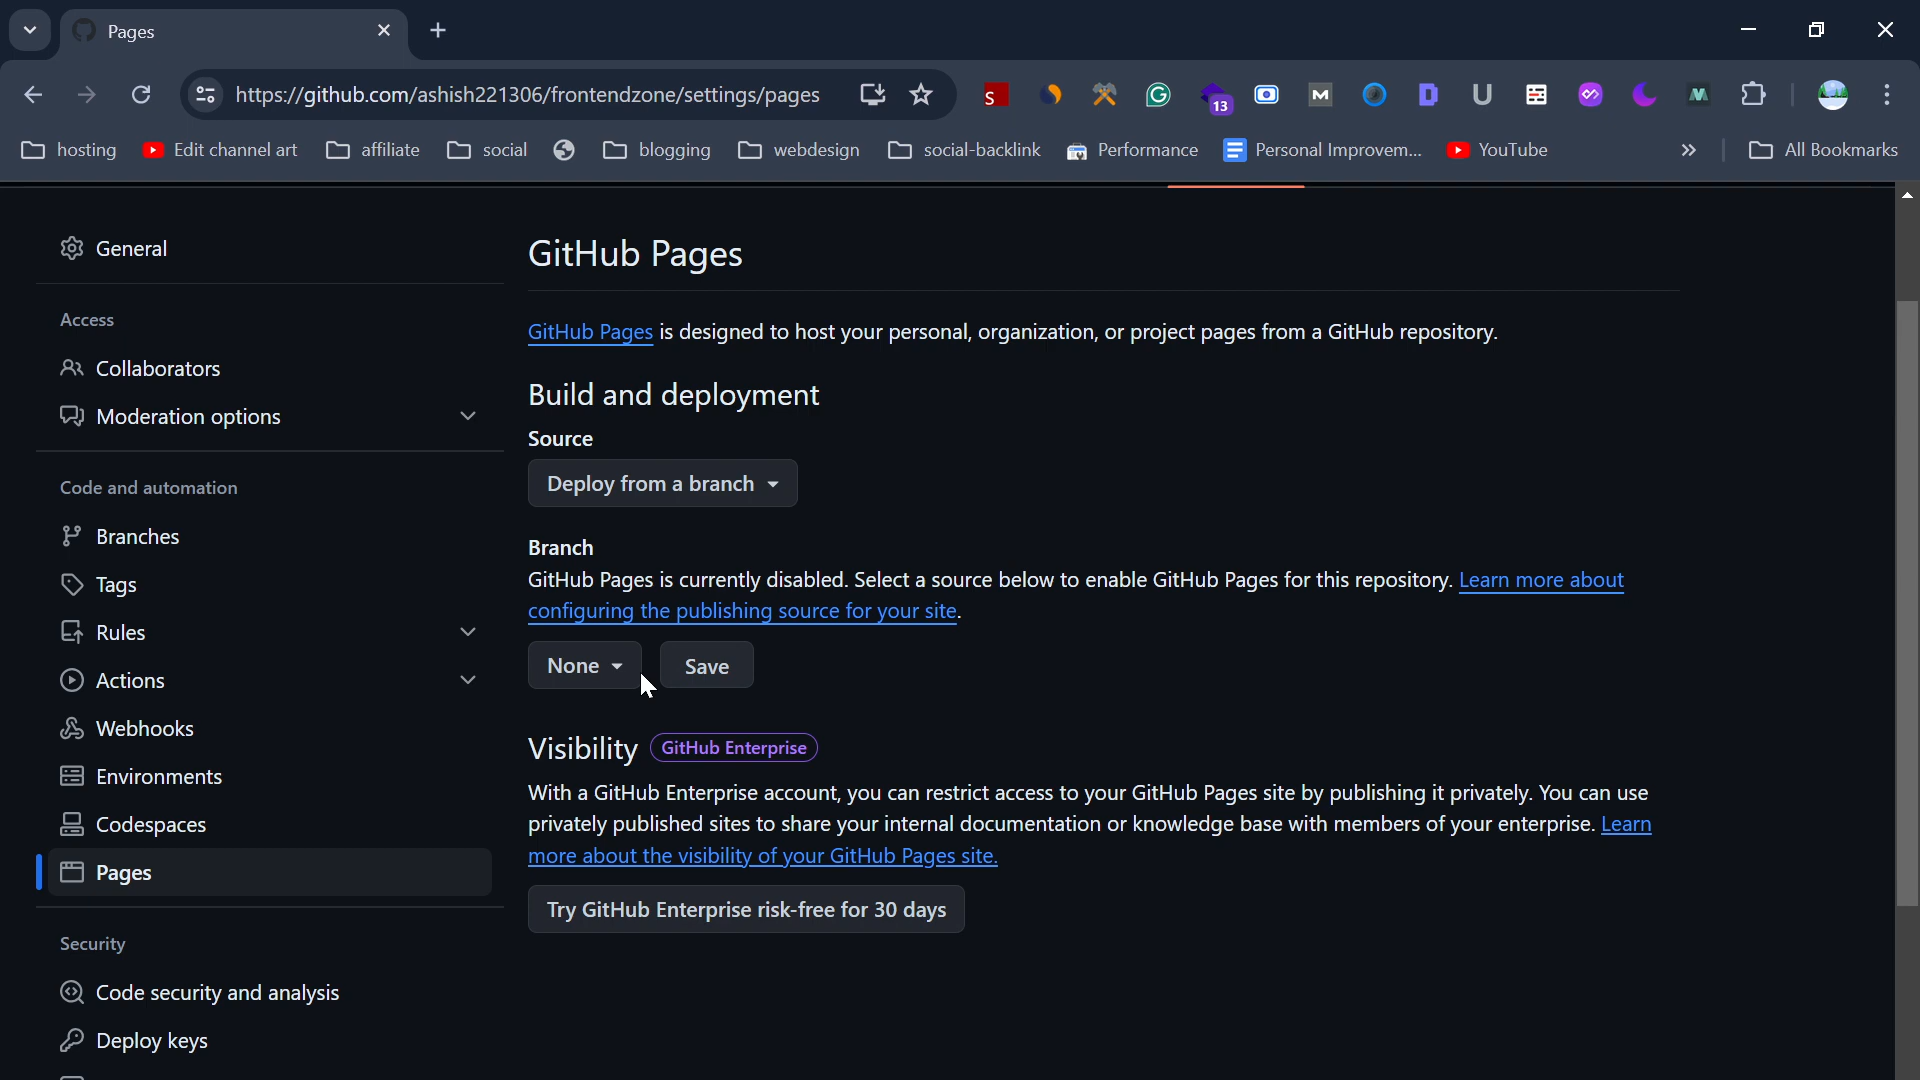 Pages
https://github.com/ashish221306/frontendzone/settings/pages
S
13
M
D
U
hosting
Edit channel art
affiliate
social
blogging
webdesign
social-backlink
Performance
Personal Improvem...
YouTube
All Bookmarks
General
Access
Collaborators
Moderation options
Code and automation
Branches
Tags
Rules
Actions
Webhooks
Environments
Codespaces
Pages
Security
Code security and analysis
Deploy keys
GitHub Pages
GitHub Pages is designed to host your personal, organization, or project pages from a GitHub repository.
Build and deployment
Source
Deploy from a branch
Branch
GitHub Pages is currently disabled. Select a source below to enable GitHub Pages for this repository. Learn more about
configuring the publishing source for your site.
None
Save
Visibility GitHub Enterprise
With a GitHub Enterprise account, you can restrict access to your GitHub Pages site by publishing it privately. You can use
privately published sites to share your internal documentation or knowledge base with members of your enterprise. Learn
more about the visibility of your GitHub Pages site.
Try GitHub Enterprise risk-free for 30 days